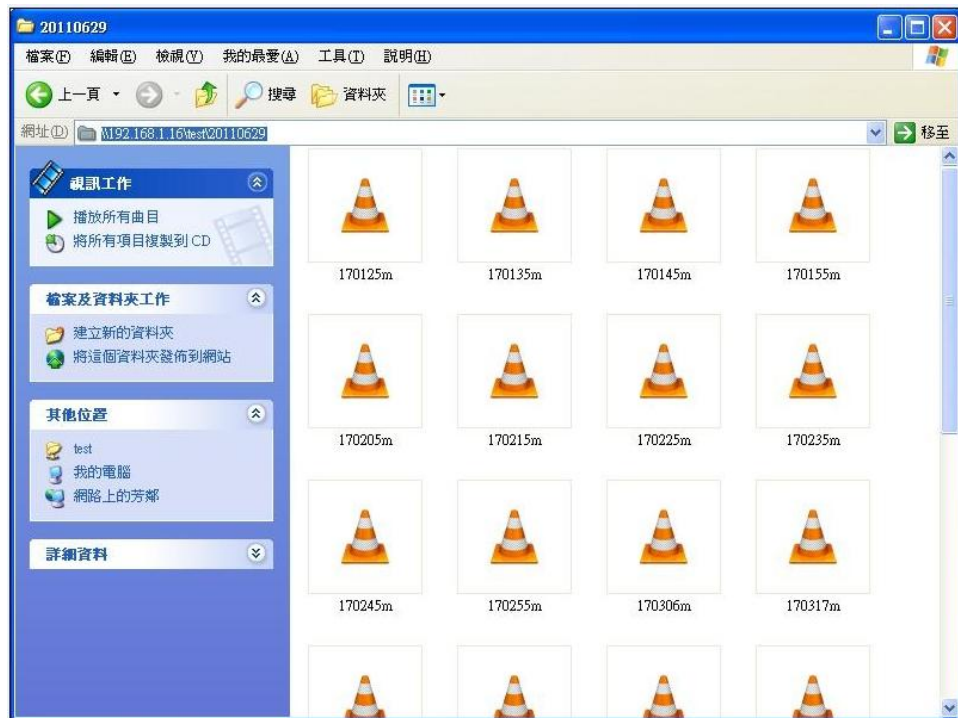 20110629
檔案(F) 編輯(E) 檢視(V) 我的最愛(A) 工具(T) 說明(H)
上一頁 搜尋 資料夾
網址(D) \\192.168.1.16\test\20110629 移至
視訊工作
播放所有曲目
將所有項目複製到 CD
檔案及資料夾工作
建立新的資料夾
將這個資料夾發佈到網站
其他位置
test
我的電腦
網路上的芳鄰
詳細資料
170125m 170135m 170145m 170155m
170205m 170215m 170225m 170235m
170245m 170255m 170306m 170317m